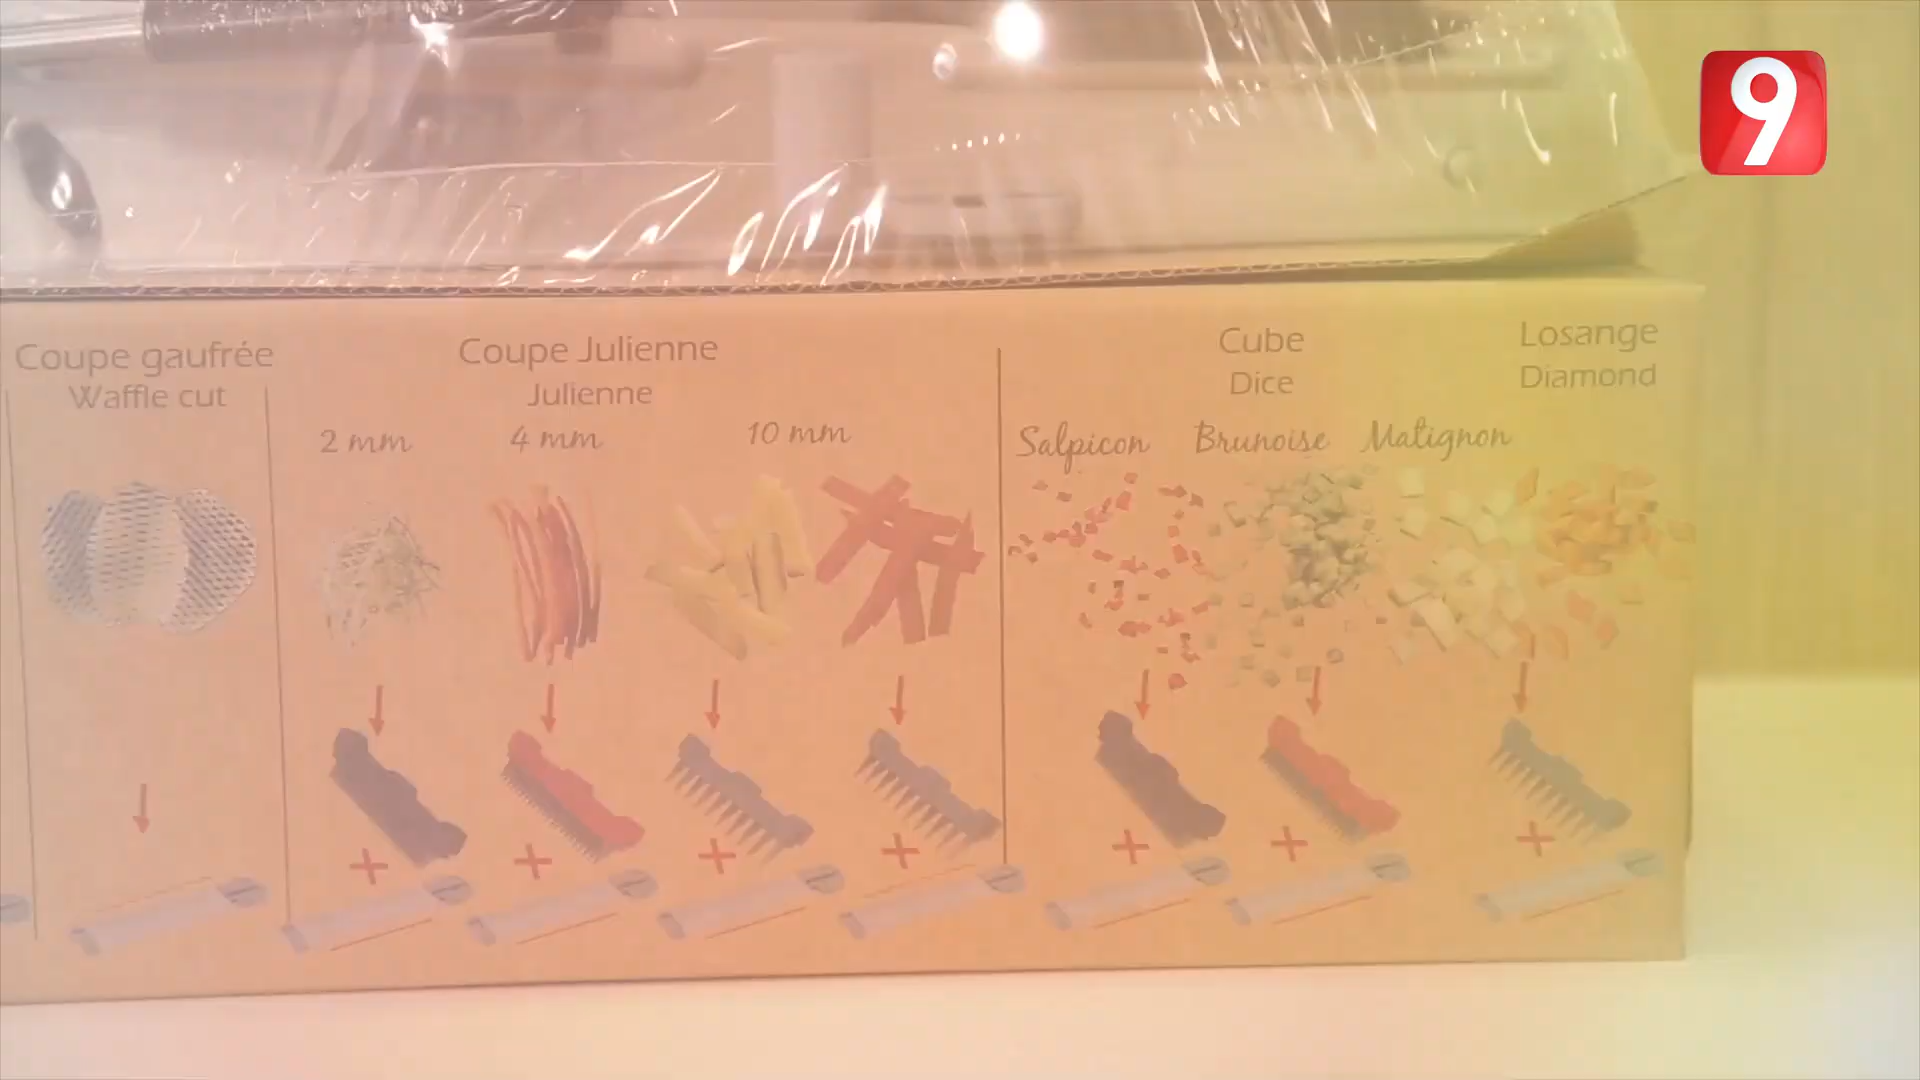 9
Coupe gaufrée
Waffle cut
Coupe Julienne
Julienne
2 mm
4 mm
10 mm
Cube
Dice
Salpicon
Brunoise
Matignon
Losange
Diamond